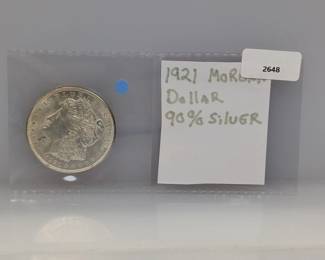 2648
1921 MORGAN
Dollar
90% SilVER